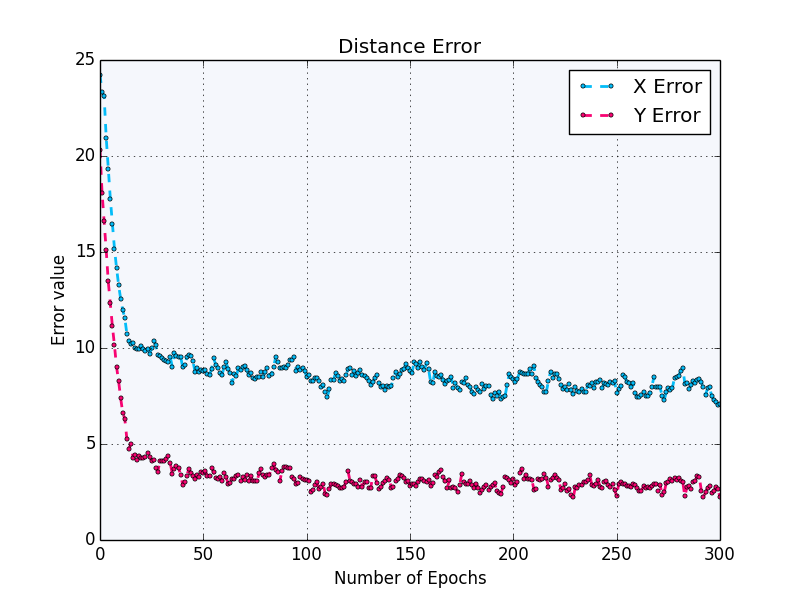 Distance Error
X Error
Y Error
Error value
25
20
15
10
5
0
0 50 100 150 200 250 300
Number of Epochs